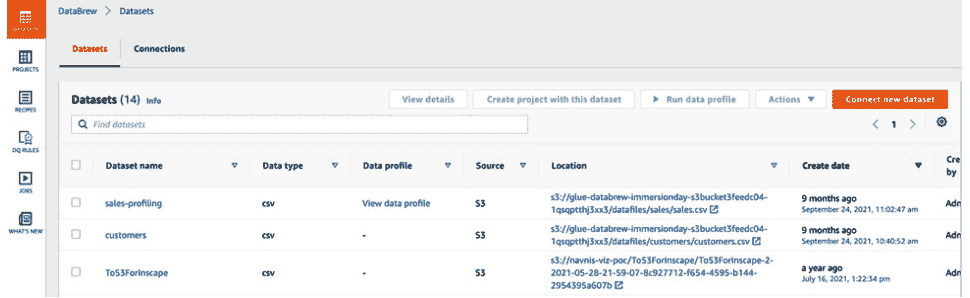 DataBrew > Datasets
Datasets Connections
PROJECTS
RECIPES
DQ RULES
JOBS
WHAT'S NEW
Datasets (14) Info View details Create project with this dataset Run data profile Actions Connect new dataset
Find datasets 1
Dataset name Data type Data profile Source Location Create date Cre
by
sales-profiling csv View data profile S3 s3://glue-databrew-immersionday-s3bucket3feedc04- 9 months ago Adn
1qsqptthj3xx3/datafiles/sales/sales.csv September 24, 2021, 11:02:47 am
customers csv - S3 s3://glue-databrew-immersionday-s3bucket3feedc04- 9 months ago Adn
1qsqptthj3xx3/datafiles/customers/customers.csv September 24, 2021, 10:40:52 am
ToS3ForInscape csv - S3 s3://navnis-viz-poc/ToS3ForInscape/ToS3ForInscape-2 a year ago Adn
-2021-05-28-21-59-07-8c927712-f654-4595-b144- July 16, 2021, 1:22:34 pm
2954395a607b